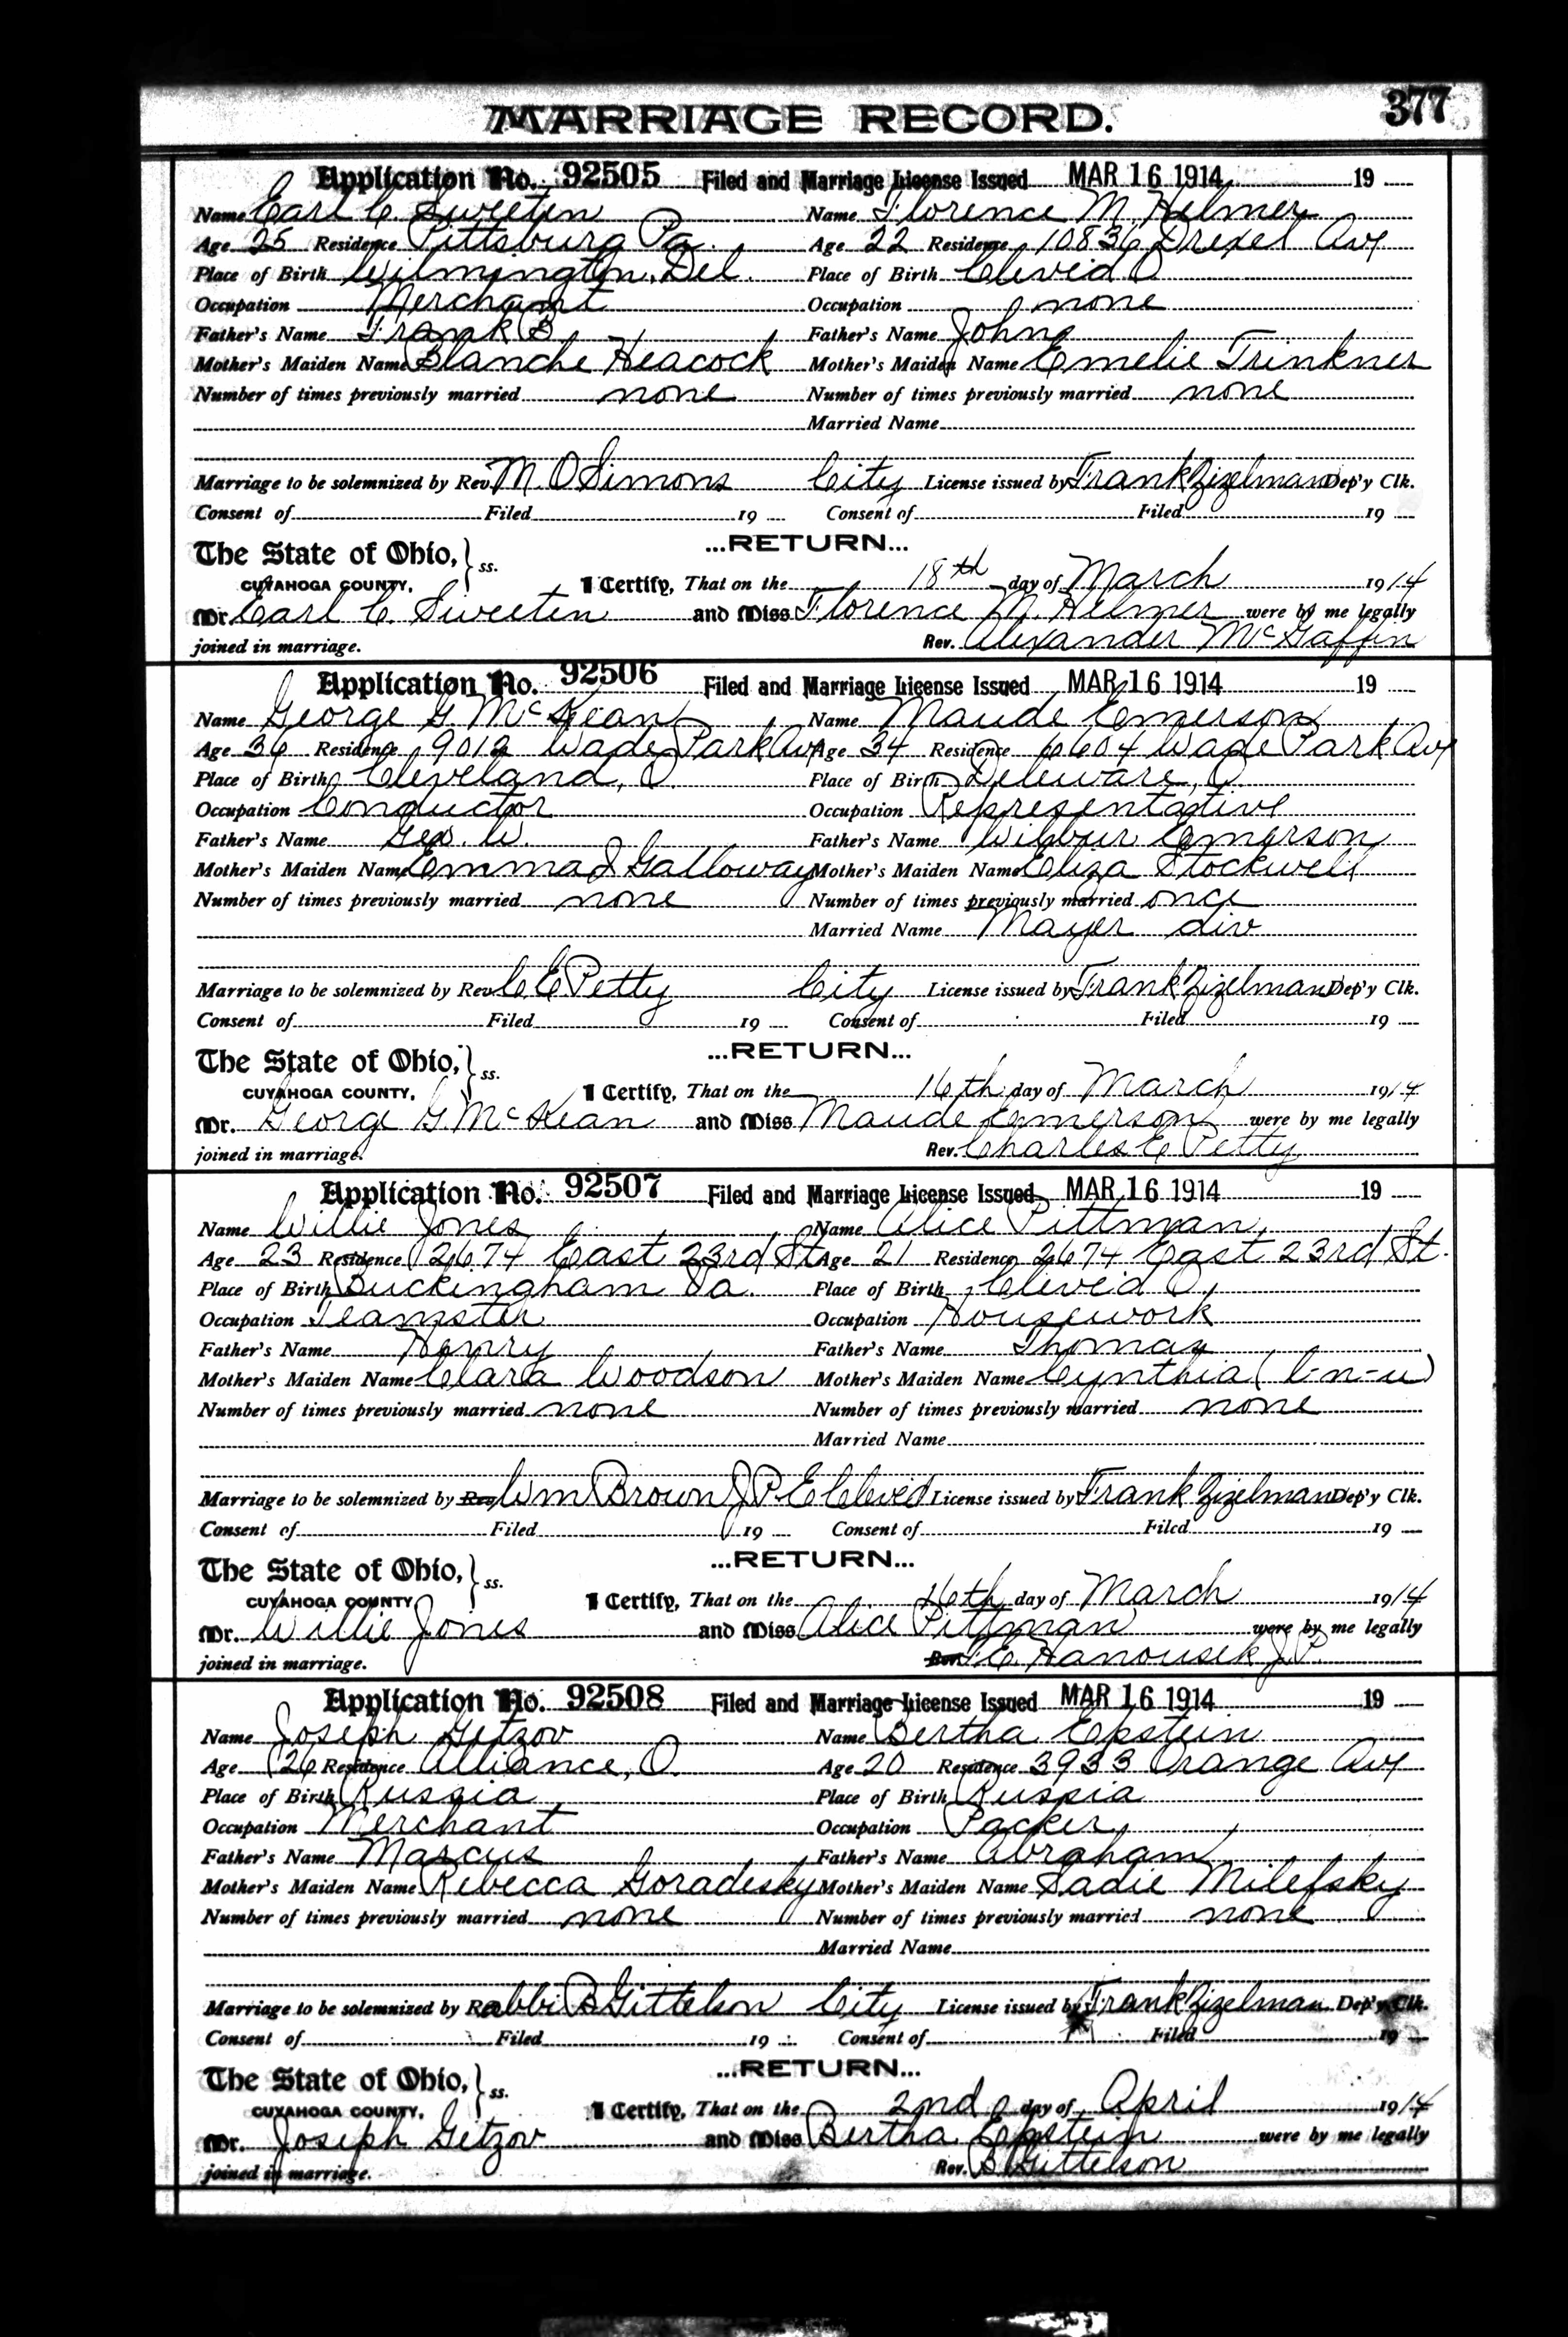 MARRIAGE RECORD. 377
Application No. 92505 Filed and Marriage License Issued MAR 16 1914 19
Name Earl C Sweeten Name Florence M. Helmer
Age 25 Residence Pittsburg Pa. Age 22 Residence 10836 Drexel Ave
Place of Birth Wilmington, Del. Place of Birth Cleveld O
Occupation Merchant Occupation none
Father's Name Frank B Father's Name John
Mother's Maiden Name Blanche Heacock Mother's Maiden Name Emelie Trinkner
Number of times previously married none Number of times previously married none
Married Name
Marriage to be solemnized by Rev. M. O Simons City License issued by Frank Zizelman Dep'y Clk.
Consent of Filed 19 Consent of Filed 19
...RETURN...
The State of Ohio, ss.
CUYAHOGA COUNTY, I Certify, That on the 18th day of March 1914
Mr. Earl C. Sweeten and Miss Florence M. Helmer were by me legally
joined in marriage. Rev. Alexander McGaffin
Application No. 92506 Filed and Marriage License Issued MAR 16 1914 19
Name George G. McKean Name Maude Emerson
Age 36 Residence 9012 Wade Park Ave Age 34 Residence 6604 Wade Park Ave
Place of Birth Cleveland, O. Place of Birth Deleware, O.
Occupation Conductor Occupation Representative
Father's Name Geo. W. Father's Name Wilbur Emerson
Mother's Maiden Name Emma J Galloway Mother's Maiden Name Eliza Stockwell
Number of times previously married none Number of times previously married once
Married Name Mayer div
Marriage to be solemnized by Rev. C E Petty City License issued by Frank Zizelman Dep'y Clk.
Consent of Filed 19 Consent of Filed 19
...RETURN...
The State of Ohio, ss.
CUYAHOGA COUNTY, I Certify, That on the 16th day of March 1914
Mr. George G. McKean and Miss Maude Emerson were by me legally
joined in marriage. Rev. Charles E Petty
Application No. 92507 Filed and Marriage License Issued MAR 16 1914 19
Name Willie Jones Name Alice Pittman
Age 23 Residence 2674 East 23rd St. Age 21 Residence 2674 East 23rd St.
Place of Birth Buckingham Va. Place of Birth Cleveld O,
Occupation Teamster Occupation Housework
Father's Name Henry Father's Name Thomas
Mother's Maiden Name Clara Woodson Mother's Maiden Name Cynthia (l-n-u)
Number of times previously married none Number of times previously married none
Married Name
Marriage to be solemnized by Rev Wm Brown J.P. E Cleveld License issued by Frank Zizelman Dep'y Clk.
Consent of Filed 19 Consent of Filed 19
...RETURN...
The State of Ohio, ss.
CUYAHOGA COUNTY I Certify, That on the 16th day of March 1914
Mr. Willie Jones and Miss Alice Pittman were by me legally
joined in marriage. Rev. Hanousek J.P.
Application No. 92508 Filed and Marriage License Issued MAR 16 1914 19
Name Joseph Getzov Name Bertha Epstein
Age 26 Residence Alliance, O. Age 20 Residence 3933 Orange Ave
Place of Birth Russia Place of Birth Russia
Occupation Merchant Occupation Packer
Father's Name Marcus Father's Name Abraham
Mother's Maiden Name Rebecca Goradesky Mother's Maiden Name Sadie Milefsky
Number of times previously married none Number of times previously married none
Married Name
Marriage to be solemnized by Rabbi B Gittelson City License issued by Frank Zizelman Dep'y Clk.
Consent of Filed 19 Consent of Filed 19
...RETURN...
The State of Ohio, ss.
CUYAHOGA COUNTY, I Certify, That on the 2nd day of April 1914
Mr. Joseph Getzov and Miss Bertha Epstein were by me legally
joined in marriage. Rev. B Gittelson